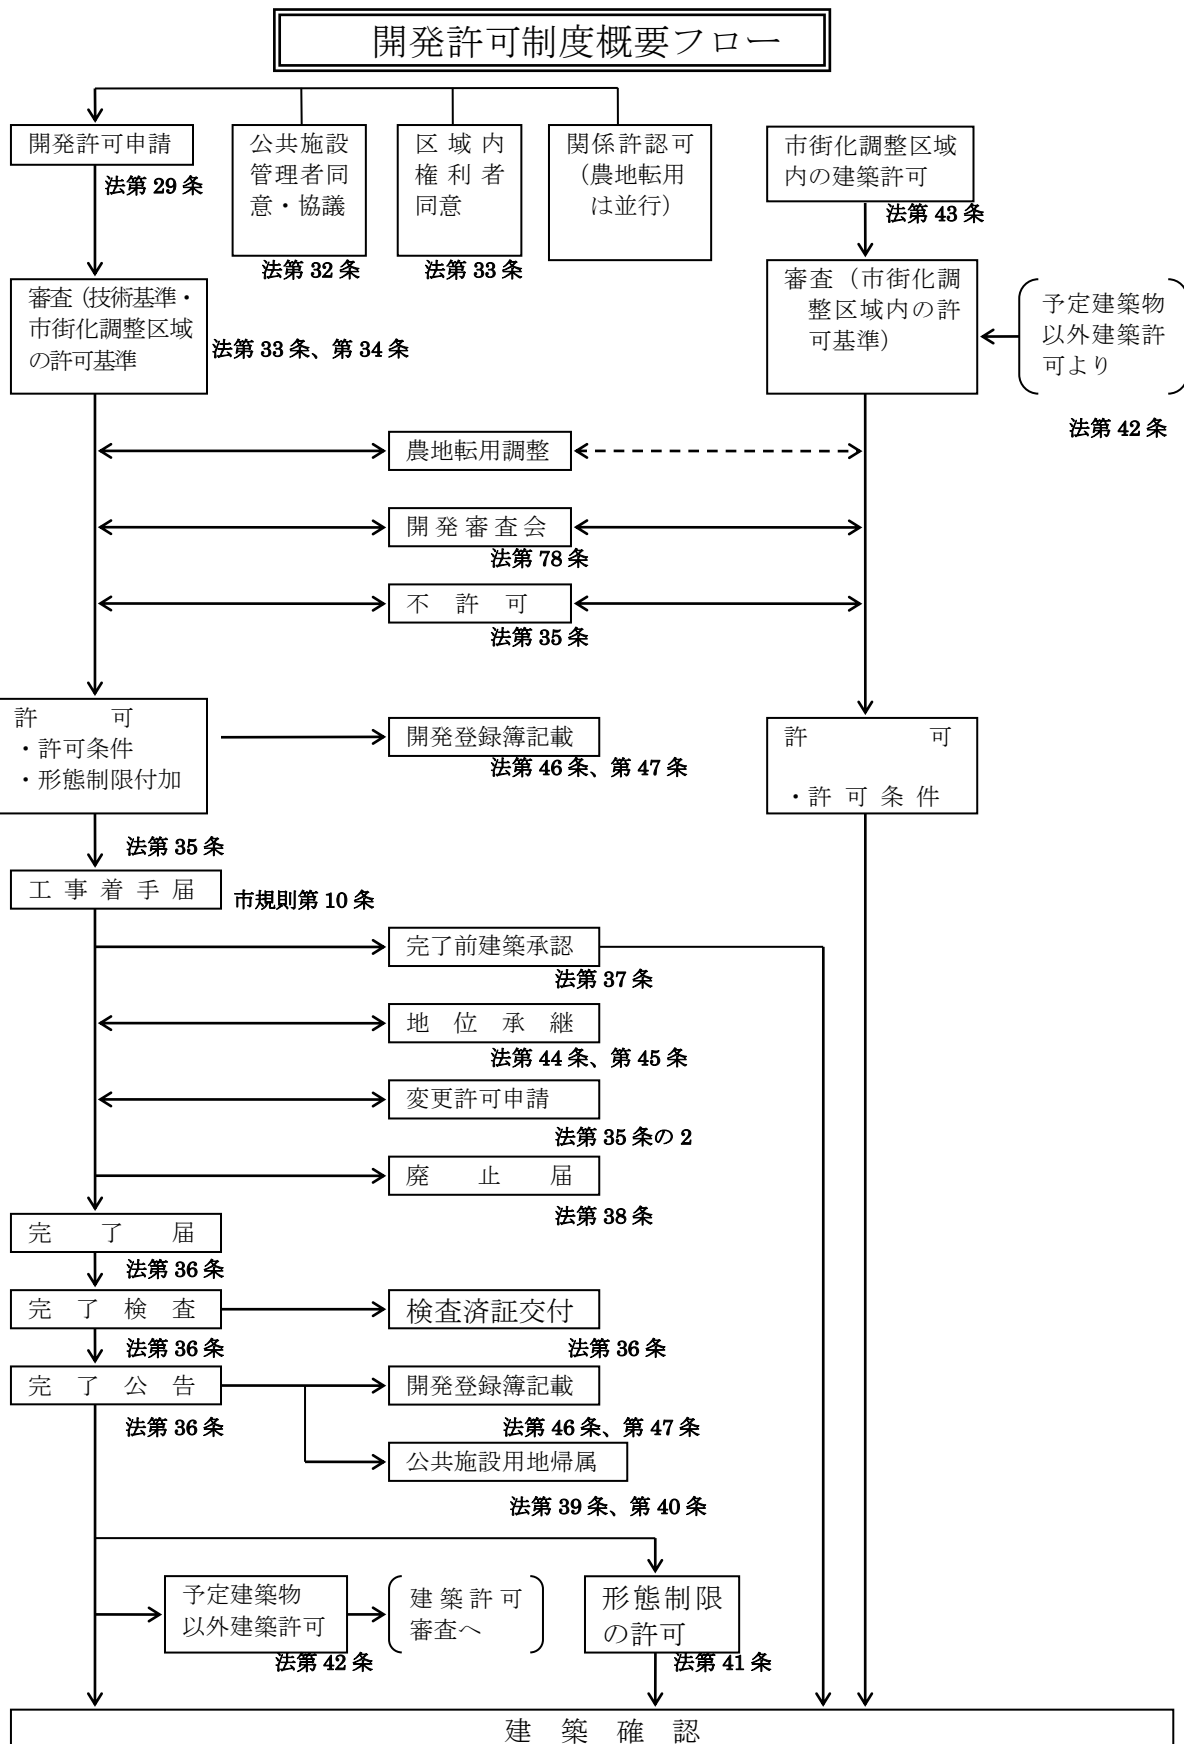 開発許可制度概要フロー
開発許可申請
法第 29 条
公共施設
管理者同
意・協議
法第 32 条
区域内
権利者
同意
法第 33 条
関係許認可
（農地転用
は並行）
市街化調整区域
内の建築許可
法第 43 条
審査（技術基準・
市街化調整区域
の許可基準
法第 33 条、第 34 条
審査（市街化調
整区域内の許
可基準）
予定建築物
以外建築許
可より
法第 42 条
農地転用調整
開発審査会
法第 78 条
不許可
法第 35 条
許可
・許可条件
・形態制限付加
法第 35 条
開発登録簿記載
法第 46 条、第 47 条
許可
・許可条件
工事着手届
市規則第 10 条
完了前建築承認
法第 37 条
地位承継
法第 44 条、第 45 条
変更許可申請
法第 35 条の 2
廃止届
法第 38 条
完了届
法第 36 条
完了検査
法第 36 条
検査済証交付
法第 36 条
完了公告
法第 36 条
開発登録簿記載
法第 46 条、第 47 条
公共施設用地帰属
法第 39 条、第 40 条
予定建築物
以外建築許可
法第 42 条
建築許可
審査へ
形態制限
の許可
法第 41 条
建築確認